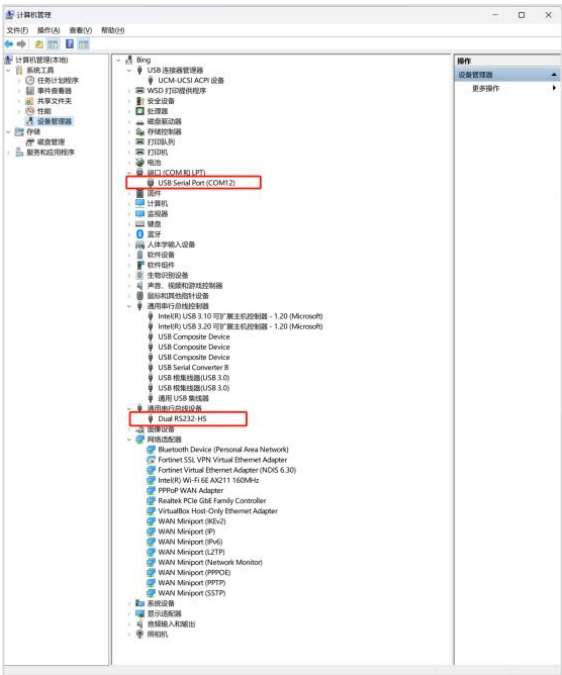 计算机管理
文件(F) 操作(A) 查看(V) 帮助(H)
计算机管理(本地)
系统工具
任务计划程序
事件查看器
共享文件夹
性能
设备管理器
存储
磁盘管理
服务和应用程序
Bing
USB 连接器管理器
UCM-UCSI ACPI 设备
WSD 打印提供程序
安全设备
处理器
磁盘驱动器
存储控制器
打印队列
打印机
电池
端口 (COM 和 LPT)
USB Serial Port (COM12)
固件
计算机
监视器
键盘
蓝牙
人体学输入设备
软件设备
软件组件
生物识别设备
声音、视频和游戏控制器
鼠标和其他指针设备
通用串行总线控制器
Intel(R) USB 3.10 可扩展主机控制器 - 1.20 (Microsoft)
Intel(R) USB 3.20 可扩展主机控制器 - 1.20 (Microsoft)
USB Composite Device
USB Composite Device
USB Composite Device
USB Serial Converter B
USB 根集线器(USB 3.0)
USB 根集线器(USB 3.0)
通用 USB 集线器
通用串行总线设备
Dual RS232-HS
图像设备
网络适配器
Bluetooth Device (Personal Area Network)
Fortinet SSL VPN Virtual Ethernet Adapter
Fortinet Virtual Ethernet Adapter (NDIS 6.30)
Intel(R) Wi-Fi 6E AX211 160MHz
PPPoP WAN Adapter
Realtek PCIe GbE Family Controller
VirtualBox Host-Only Ethernet Adapter
WAN Miniport (IKEv2)
WAN Miniport (IP)
WAN Miniport (IPv6)
WAN Miniport (L2TP)
WAN Miniport (Network Monitor)
WAN Miniport (PPPOE)
WAN Miniport (PPTP)
WAN Miniport (SSTP)
系统设备
显示适配器
音频输入和输出
照相机
操作
设备管理器
更多操作